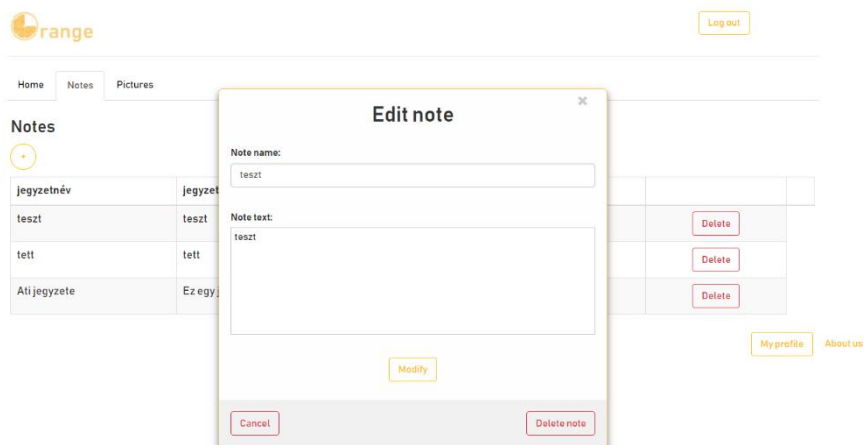 range
Log out
Home Notes Pictures
Notes
+
jegyzetnév
teszt teszt Delete
tett tett Delete
Ati jegyzete Ez egy Delete
×
Edit note
Note name:
teszt
Note text:
teszt
Modify
Cancel Delete note
My profile About us